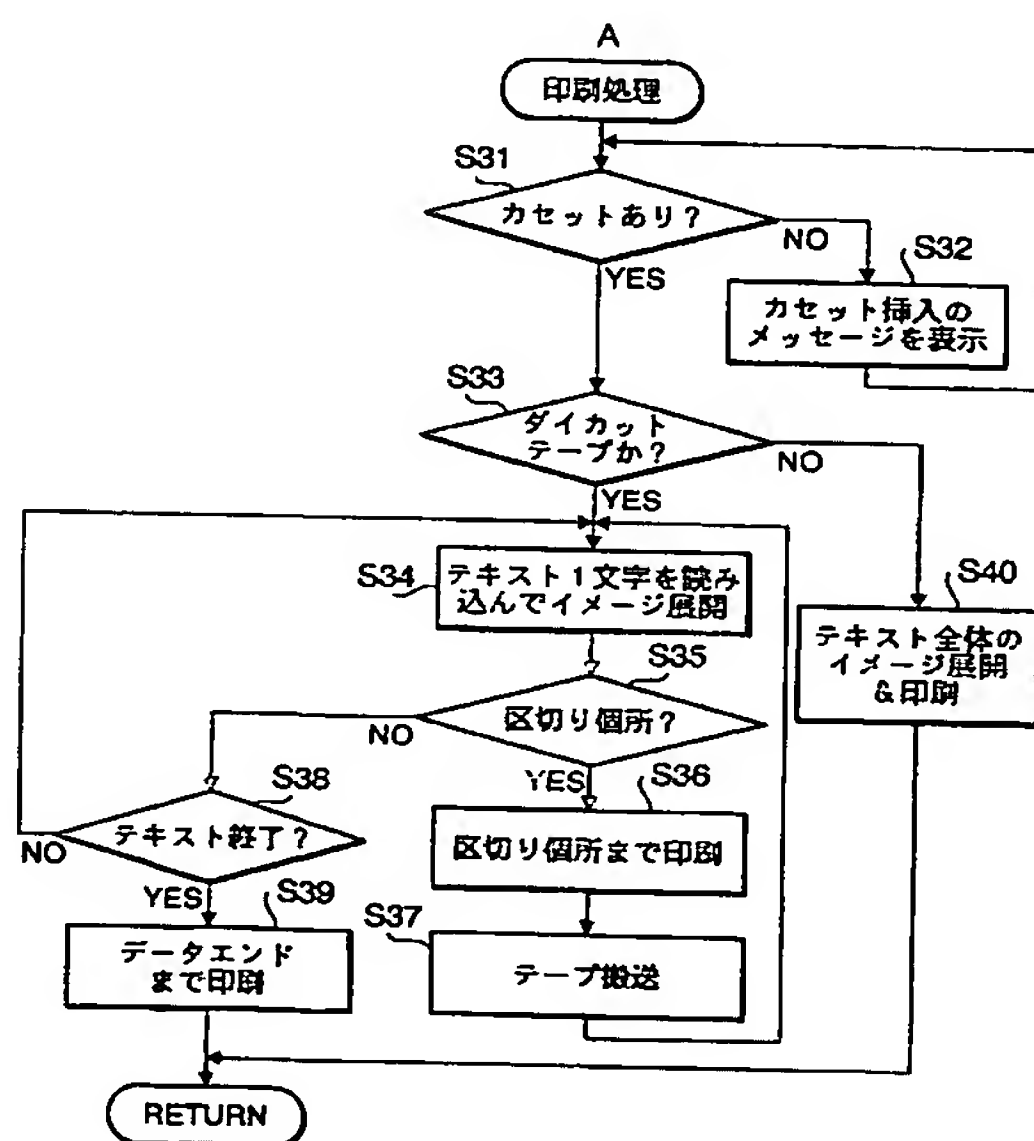 A
印刷処理
S31
カセットあり？
NO
YES
S32
カセット挿入の
メッセージを表示
S33
ダイカット
テープか？
NO
YES
S34
テキスト１文字を読み
込んでイメージ展開
S40
テキスト全体の
イメージ展開
＆印刷
S35
区切り個所？
NO
YES
S36
区切り個所まで印刷
S38
テキスト終了？
NO
YES
S37
テープ搬送
S39
データエンド
まで印刷
RETURN